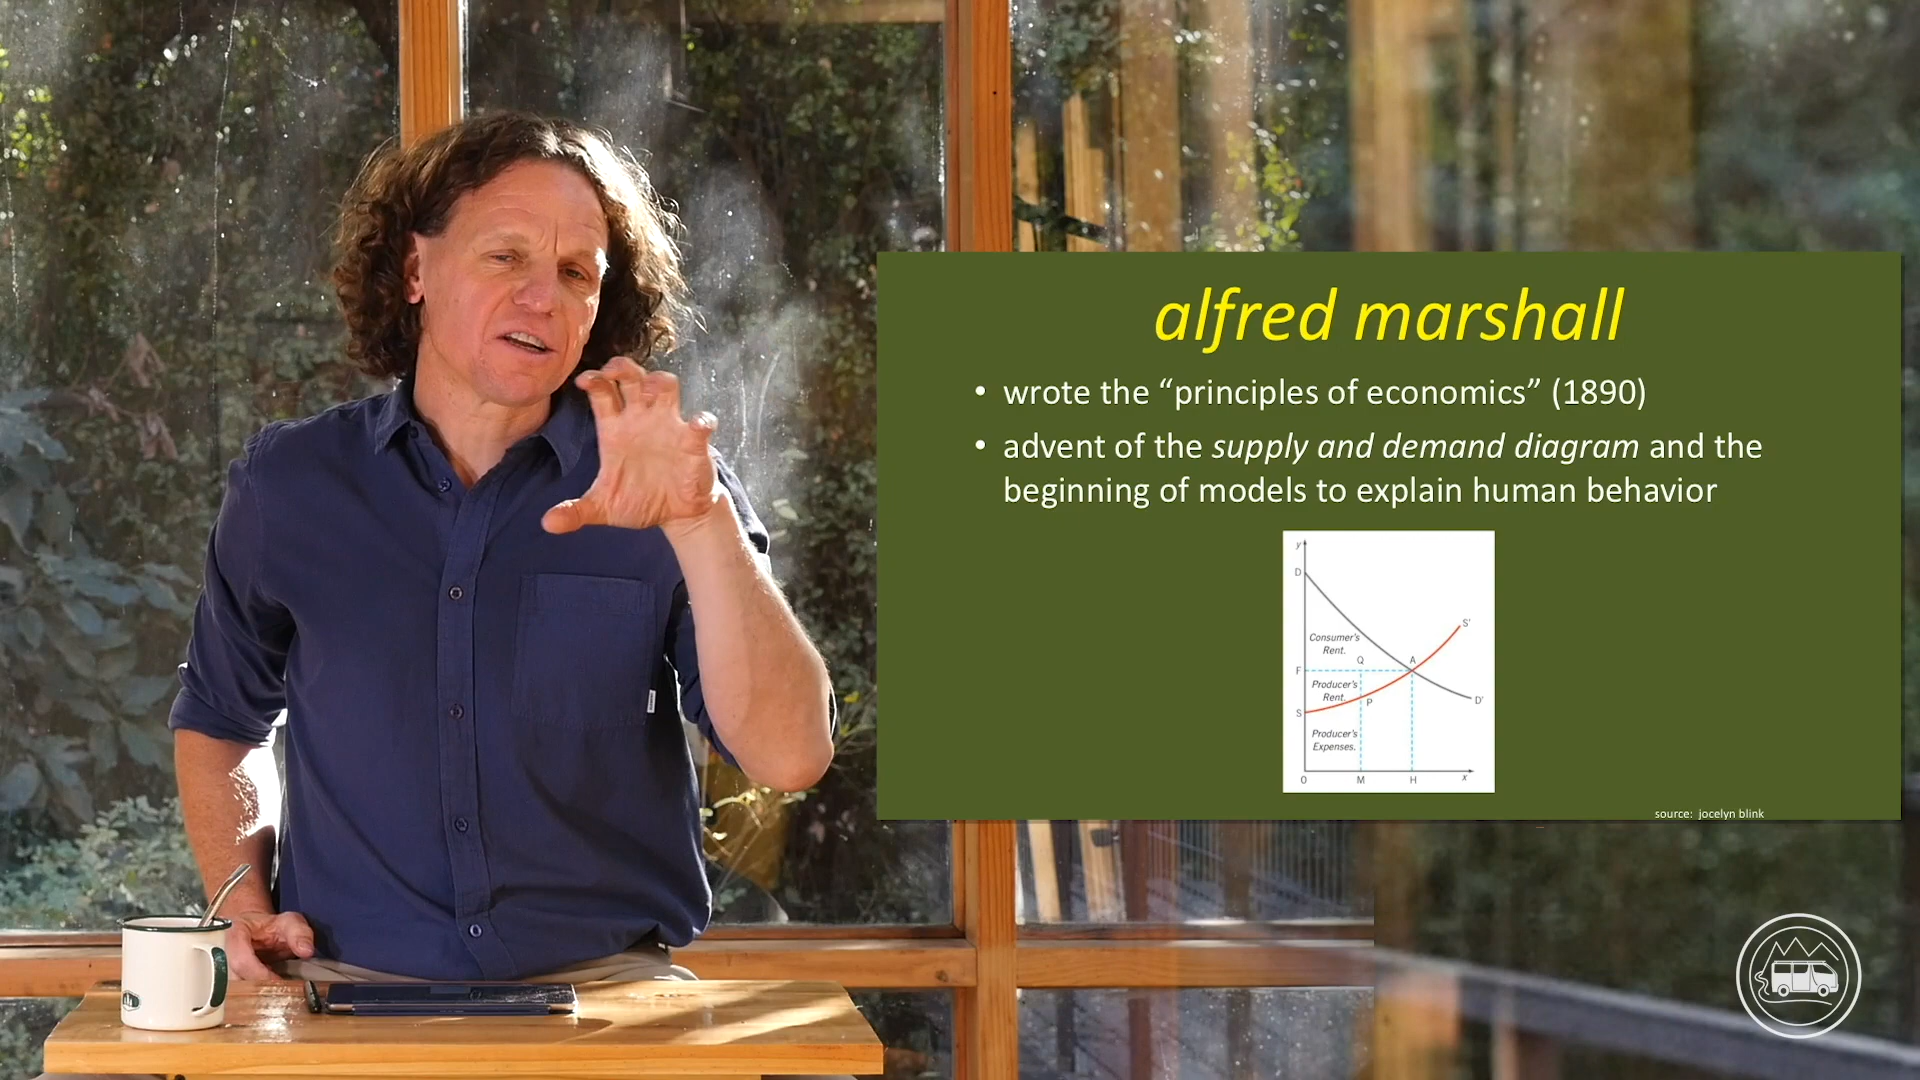 alfred marshall
• wrote the “principles of economics” (1890)
• advent of the supply and demand diagram and the
beginning of models to explain human behavior
y
D
Consumer's
Rent.
Q
A
S'
F
Producer's
Rent.
P
D'
S
Producer's
Expenses.
O
M
H
x
source: jocelyn blink